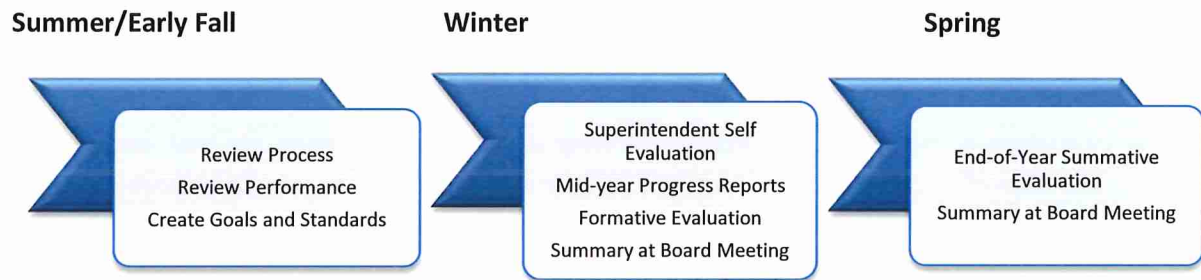 Summer/Early Fall
Review Process
Review Performance
Create Goals and Standards
Winter
Superintendent Self
Evaluation
Mid-year Progress Reports
Formative Evaluation
Summary at Board Meeting
Spring
End-of-Year Summative
Evaluation
Summary at Board Meeting